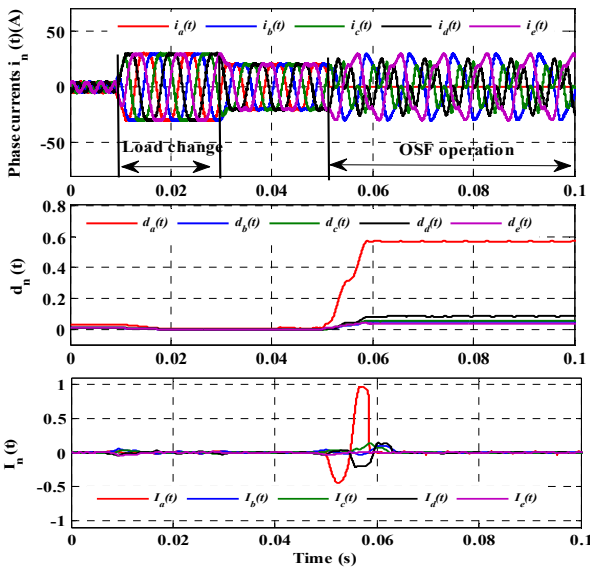 Phase currents i_n (t)(A)
i_a(t) i_b(t) i_c(t) i_d(t) i_e(t)
50
0
-50
Load change
OSF operation
0 0.02 0.04 0.06 0.08 0.1
d_n(t)
d_a(t) d_b(t) d_c(t) d_d(t) d_e(t)
0.8
0.6
0.4
0.2
0
0 0.02 0.04 0.06 0.08 0.1
I_n(t)
1
0.5
0
-0.5
-1
I_a(t) I_b(t) I_c(t) I_d(t) I_e(t)
0 0.02 0.04 0.06 0.08 0.1
Time (s)